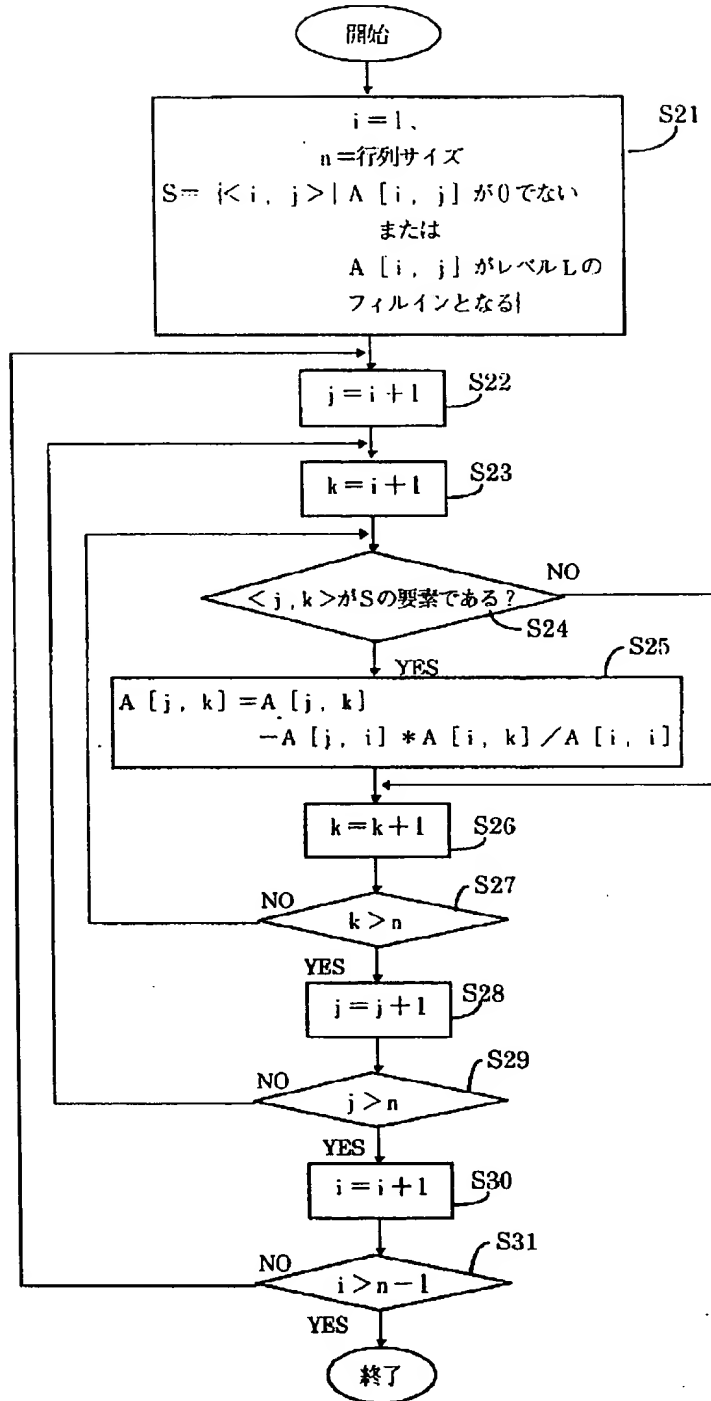 開始
S21
i=1、
n=行列サイズ
S= {<i, j>| A [i, j] が0でない
または
A [i, j] がレベルLの
フィルインとなる}
j=i+1
S22
k=i+1
S23
NO
<j,k>がSの要素である?
S24
YES
S25
A [j, k] =A [j, k]
-A [j, i] *A [i, k] /A [i, i]
k=k+1
S26
S27
NO
k>n
YES
j=j+1
S28
S29
NO
j>n
YES
i=i+1
S30
S31
NO
i>n-1
YES
終了